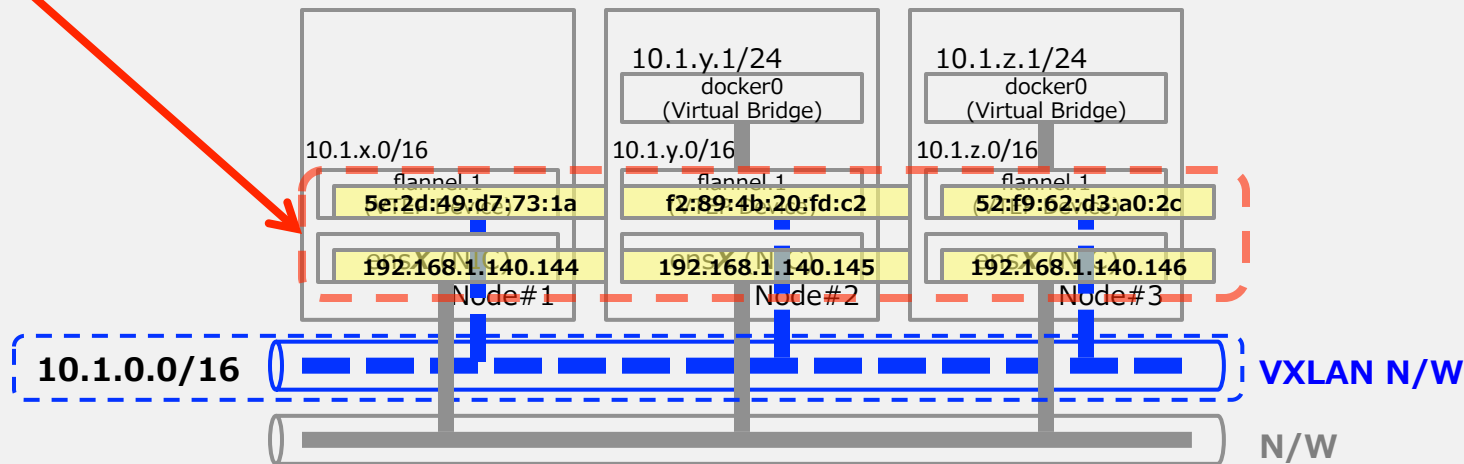 10.1.y.1/24
docker0
(Virtual Bridge)
10.1.z.1/24
docker0
(Virtual Bridge)
10.1.x.0/16
10.1.y.0/16
10.1.z.0/16
flannel.1
flannel.1
flannel.1
5e:2d:49:d7:73:1a
f2:89:4b:20:fd:c2
52:f9:62:d3:a0:2c
192.168.1.140.144
192.168.1.140.145
192.168.1.140.146
Node#1
Node#2
Node#3
10.1.0.0/16
VXLAN N/W
N/W